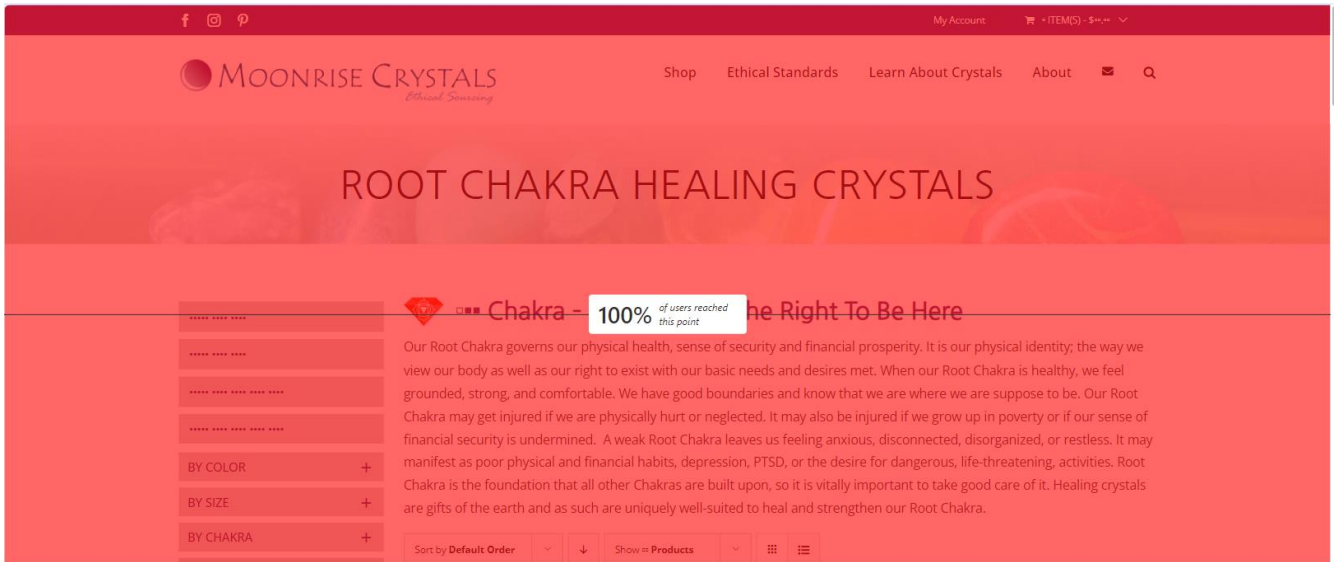 My Account
ITEM(S) - $
MOONRISE CRYSTALS
Ethical Sourcing
Shop Ethical Standards Learn About Crystals About
ROOT CHAKRA HEALING CRYSTALS
Chakra - he Right To Be Here
100% of users reached
this point
Our Root Chakra governs our physical health, sense of security and financial prosperity. It is our physical identity; the way we
view our body as well as our right to exist with our basic needs and desires met. When our Root Chakra is healthy, we feel
grounded, strong, and comfortable. We have good boundaries and know that we are where we are suppose to be. Our Root
Chakra may get injured if we are physically hurt or neglected. It may also be injured if we grow up in poverty or if our sense of
financial security is undermined. A weak Root Chakra leaves us feeling anxious, disconnected, disorganized, or restless. It may
manifest as poor physical and financial habits, depression, PTSD, or the desire for dangerous, life-threatening, activities. Root
Chakra is the foundation that all other Chakras are built upon, so it is vitally important to take good care of it. Healing crystals
are gifts of the earth and as such are uniquely well-suited to heal and strengthen our Root Chakra.
BY COLOR +
BY SIZE +
BY CHAKRA +
Sort by Default Order
Show Products